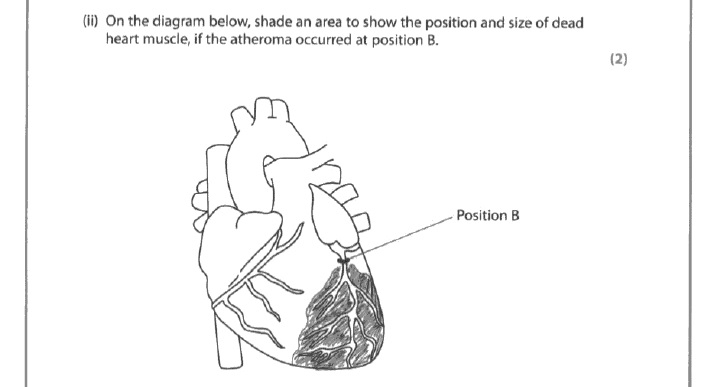 (ii) On the diagram below, shade an area to show the position and size of dead
heart muscle, if the atheroma occurred at position B.
(2)
Position B